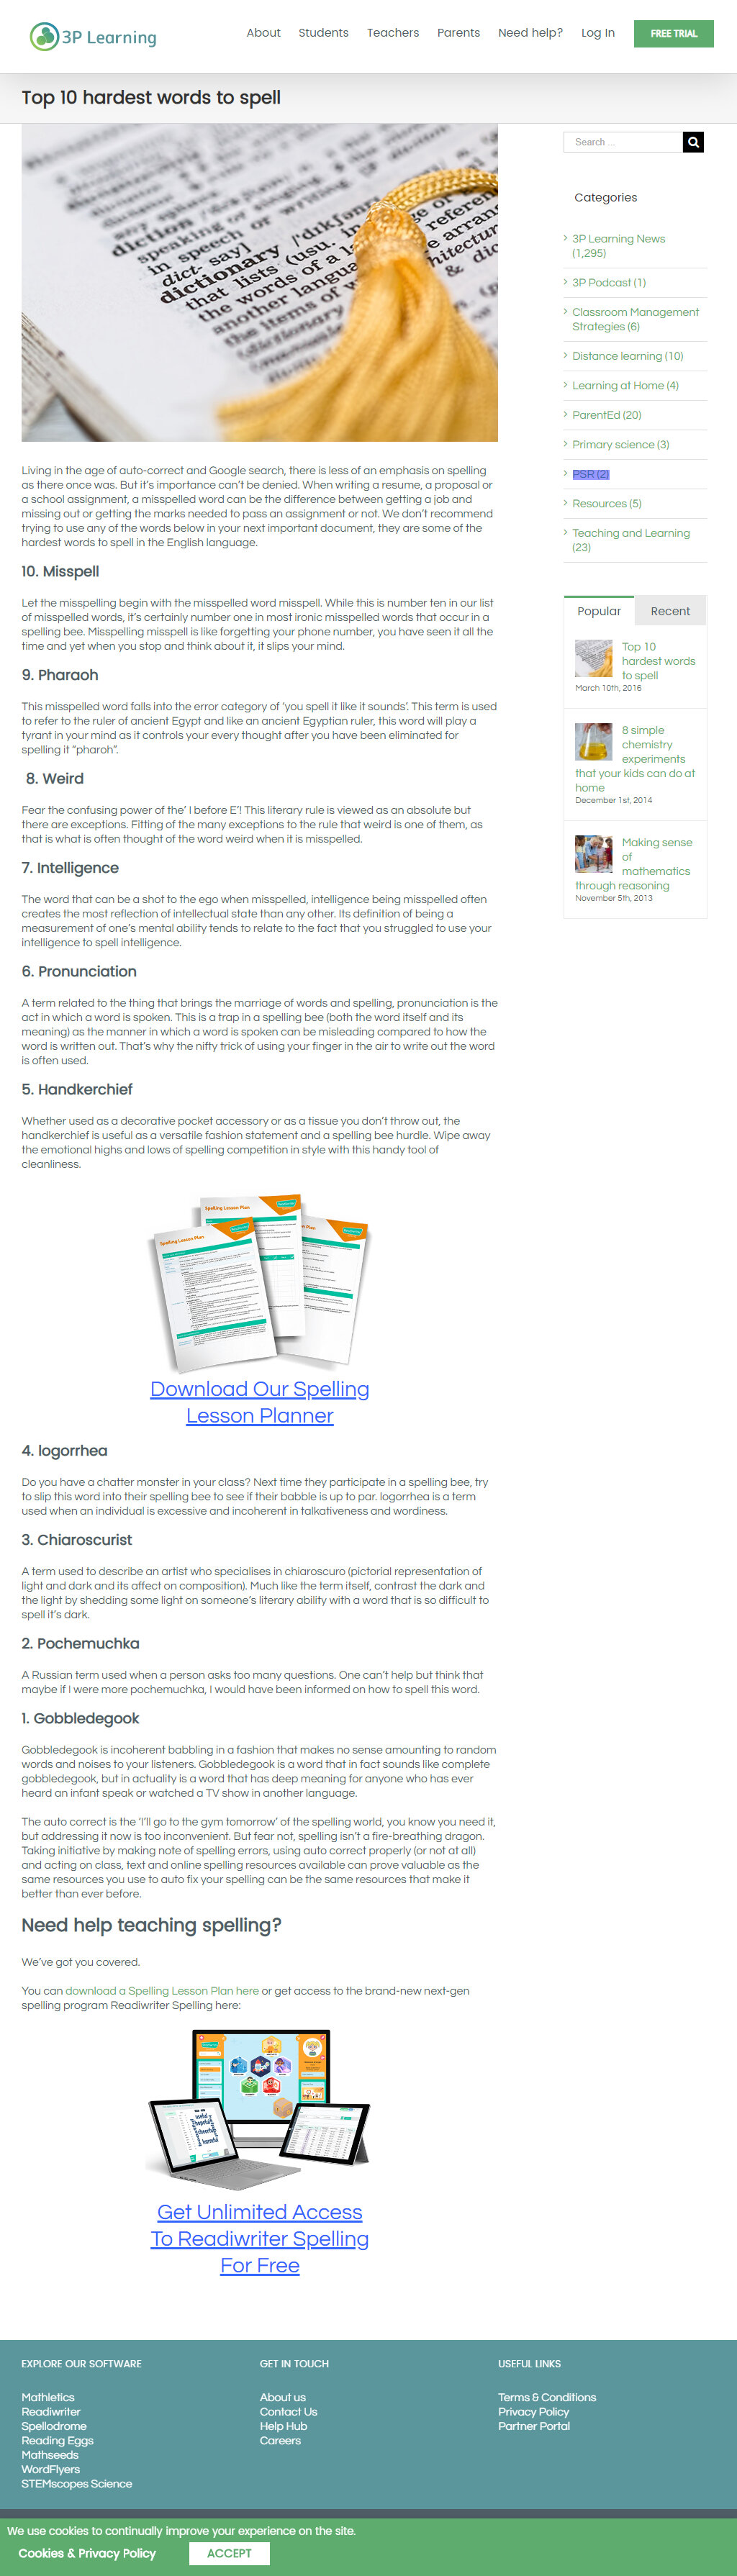 3P Learning
About Students Teachers Parents Need help? Log In FREE TRIAL
Top 10 hardest words to spell
in speech
dict- say]
dictionary /'dikʃ
that lists (usu. in
the words of a l
another langua
terms of
referen
e arran
hitectur
& dic
Living in the age of auto-correct and Google search, there is less of an emphasis on spelling
as there once was. But it's importance can't be denied. When writing a resume, a proposal or
a school assignment, a misspelled word can be the difference between getting a job and
missing out or getting the marks needed to pass an assignment or not. We don't recommend
trying to use any of the words below in your next important document, they are some of the
hardest words to spell in the English language.
10. Misspell
Let the misspelling begin with the misspelled word misspell. While this is number ten in our list
of misspelled words, it's certainly number one in most ironic misspelled words that occur in a
spelling bee. Misspelling misspell is like forgetting your phone number, you have seen it all the
time and yet when you stop and think about it, it slips your mind.
9. Pharaoh
This misspelled word falls into the error category of 'you spell it like it sounds'. This term is used
to refer to the ruler of ancient Egypt and like an ancient Egyptian ruler, this word will play a
tyrant in your mind as it controls your every thought after you have been eliminated for
spelling it "pharoh".
8. Weird
Fear the confusing power of the' I before E'! This literary rule is viewed as an absolute but
there are exceptions. Fitting of the many exceptions to the rule that weird is one of them, as
that is what is often thought of the word weird when it is misspelled.
7. Intelligence
The word that can be a shot to the ego when misspelled, intelligence being misspelled often
creates the most reflection of intellectual state than any other. Its definition of being a
measurement of one's mental ability tends to relate to the fact that you struggled to use your
intelligence to spell intelligence.
6. Pronunciation
A term related to the thing that brings the marriage of words and spelling, pronunciation is the
act in which a word is spoken. This is a trap in a spelling bee (both the word itself and its
meaning) as the manner in which a word is spoken can be misleading compared to how the
word is written out. That's why the nifty trick of using your finger in the air to write out the word
is often used.
5. Handkerchief
Whether used as a decorative pocket accessory or as a tissue you don't throw out, the
handkerchief is useful as a versatile fashion statement and a spelling bee hurdle. Wipe away
the emotional highs and lows of spelling competition in style with this handy tool of
cleanliness.
Spelling Lesson Plan
Spelling Lesson Plan
Lesson Plan
Download Our Spelling
Lesson Planner
4. logorrhea
Do you have a chatter monster in your class? Next time they participate in a spelling bee, try
to slip this word into their spelling bee to see if their babble is up to par. logorrhea is a term
used when an individual is excessive and incoherent in talkativeness and wordiness.
3. Chiaroscurist
A term used to describe an artist who specialises in chiaroscuro (pictorial representation of
light and dark and its affect on composition). Much like the term itself, contrast the dark and
the light by shedding some light on someone's literary ability with a word that is so difficult to
spell it's dark.
2. Pochemuchka
A Russian term used when a person asks too many questions. One can't help but think that
maybe if I were more pochemuchka, I would have been informed on how to spell this word.
1. Gobbledegook
Gobbledegook is incoherent babbling in a fashion that makes no sense amounting to random
words and noises to your listeners. Gobbledegook is a word that in fact sounds like complete
gobbledegook, but in actuality is a word that has deep meaning for anyone who has ever
heard an infant speak or watched a TV show in another language.
The auto correct is the 'I'll go to the gym tomorrow' of the spelling world, you know you need it,
but addressing it now is too inconvenient. But fear not, spelling isn't a fire-breathing dragon.
Taking initiative by making note of spelling errors, using auto correct properly (or not at all)
and acting on class, text and online spelling resources available can prove valuable as the
same resources you use to auto fix your spelling can be the same resources that make it
better than ever before.
Need help teaching spelling?
We've got you covered.
You can download a Spelling Lesson Plan here or get access to the brand-new next-gen
spelling program Readiwriter Spelling here:
useful
hopeful
cheerful
harmful
Get Unlimited Access
To Readiwriter Spelling
For Free
Search ...
Categories
3P Learning News
(1,295)
3P Podcast (1)
Classroom Management
Strategies (6)
Distance learning (10)
Learning at Home (4)
ParentEd (20)
Primary science (3)
PSR (2)
Resources (5)
Teaching and Learning
(23)
Popular Recent
Top 10
hardest words
to spell
March 10th, 2016
8 simple
chemistry
experiments
that your kids can do at
home
December 1st, 2014
Making sense
of
mathematics
through reasoning
November 5th, 2013
EXPLORE OUR SOFTWARE
Mathletics
Readiwriter
Spellodrome
Reading Eggs
Mathseeds
WordFlyers
STEMscopes Science
GET IN TOUCH
About us
Contact Us
Help Hub
Careers
USEFUL LINKS
Terms & Conditions
Privacy Policy
Partner Portal
We use cookies to continually improve your experience on the site.
Cookies & Privacy Policy ACCEPT